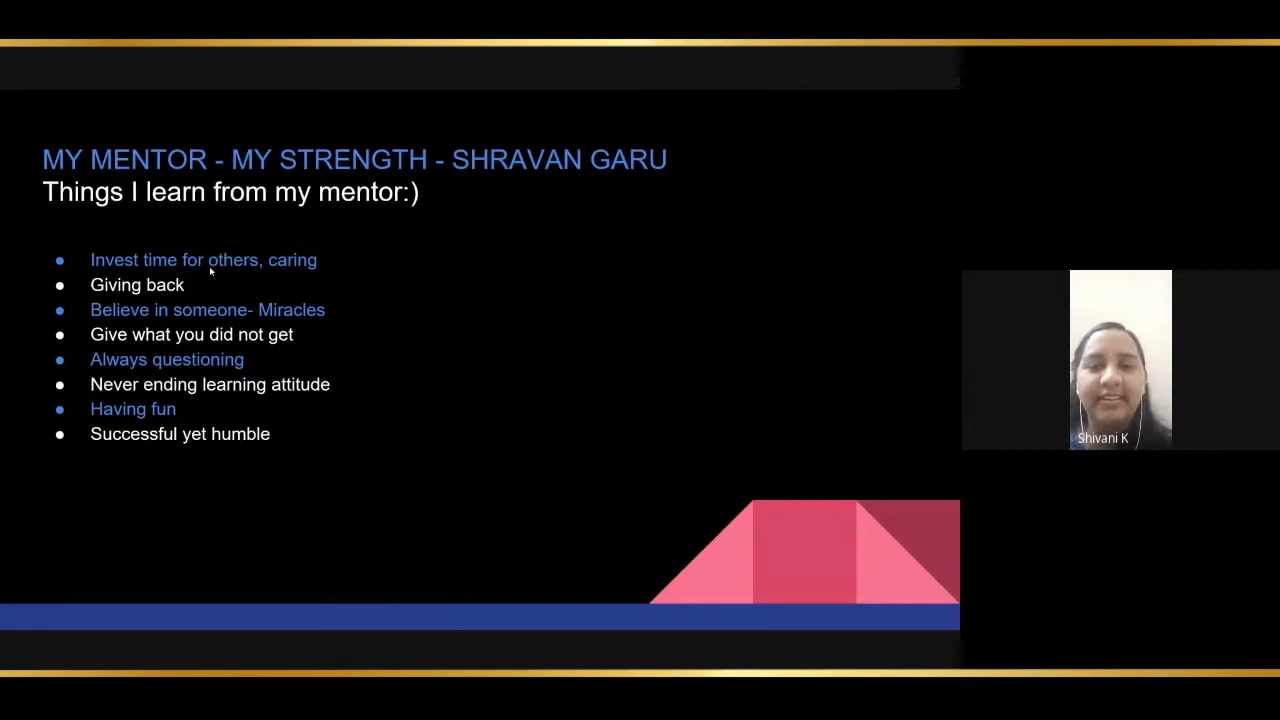 MY MENTOR - MY STRENGTH - SHRAVAN GARU
Things I learn from my mentor:)
● Invest time for others, caring
● Giving back
● Believe in someone- Miracles
● Give what you did not get
● Always questioning
● Never ending learning attitude
● Having fun
● Successful yet humble
Shivani K